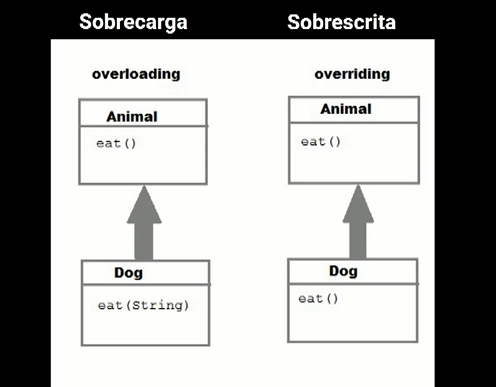 Sobrecarga
overloading
Animal
eat()
Dog
eat(String)
Sobrescrita
overriding
Animal
eat()
Dog
eat()